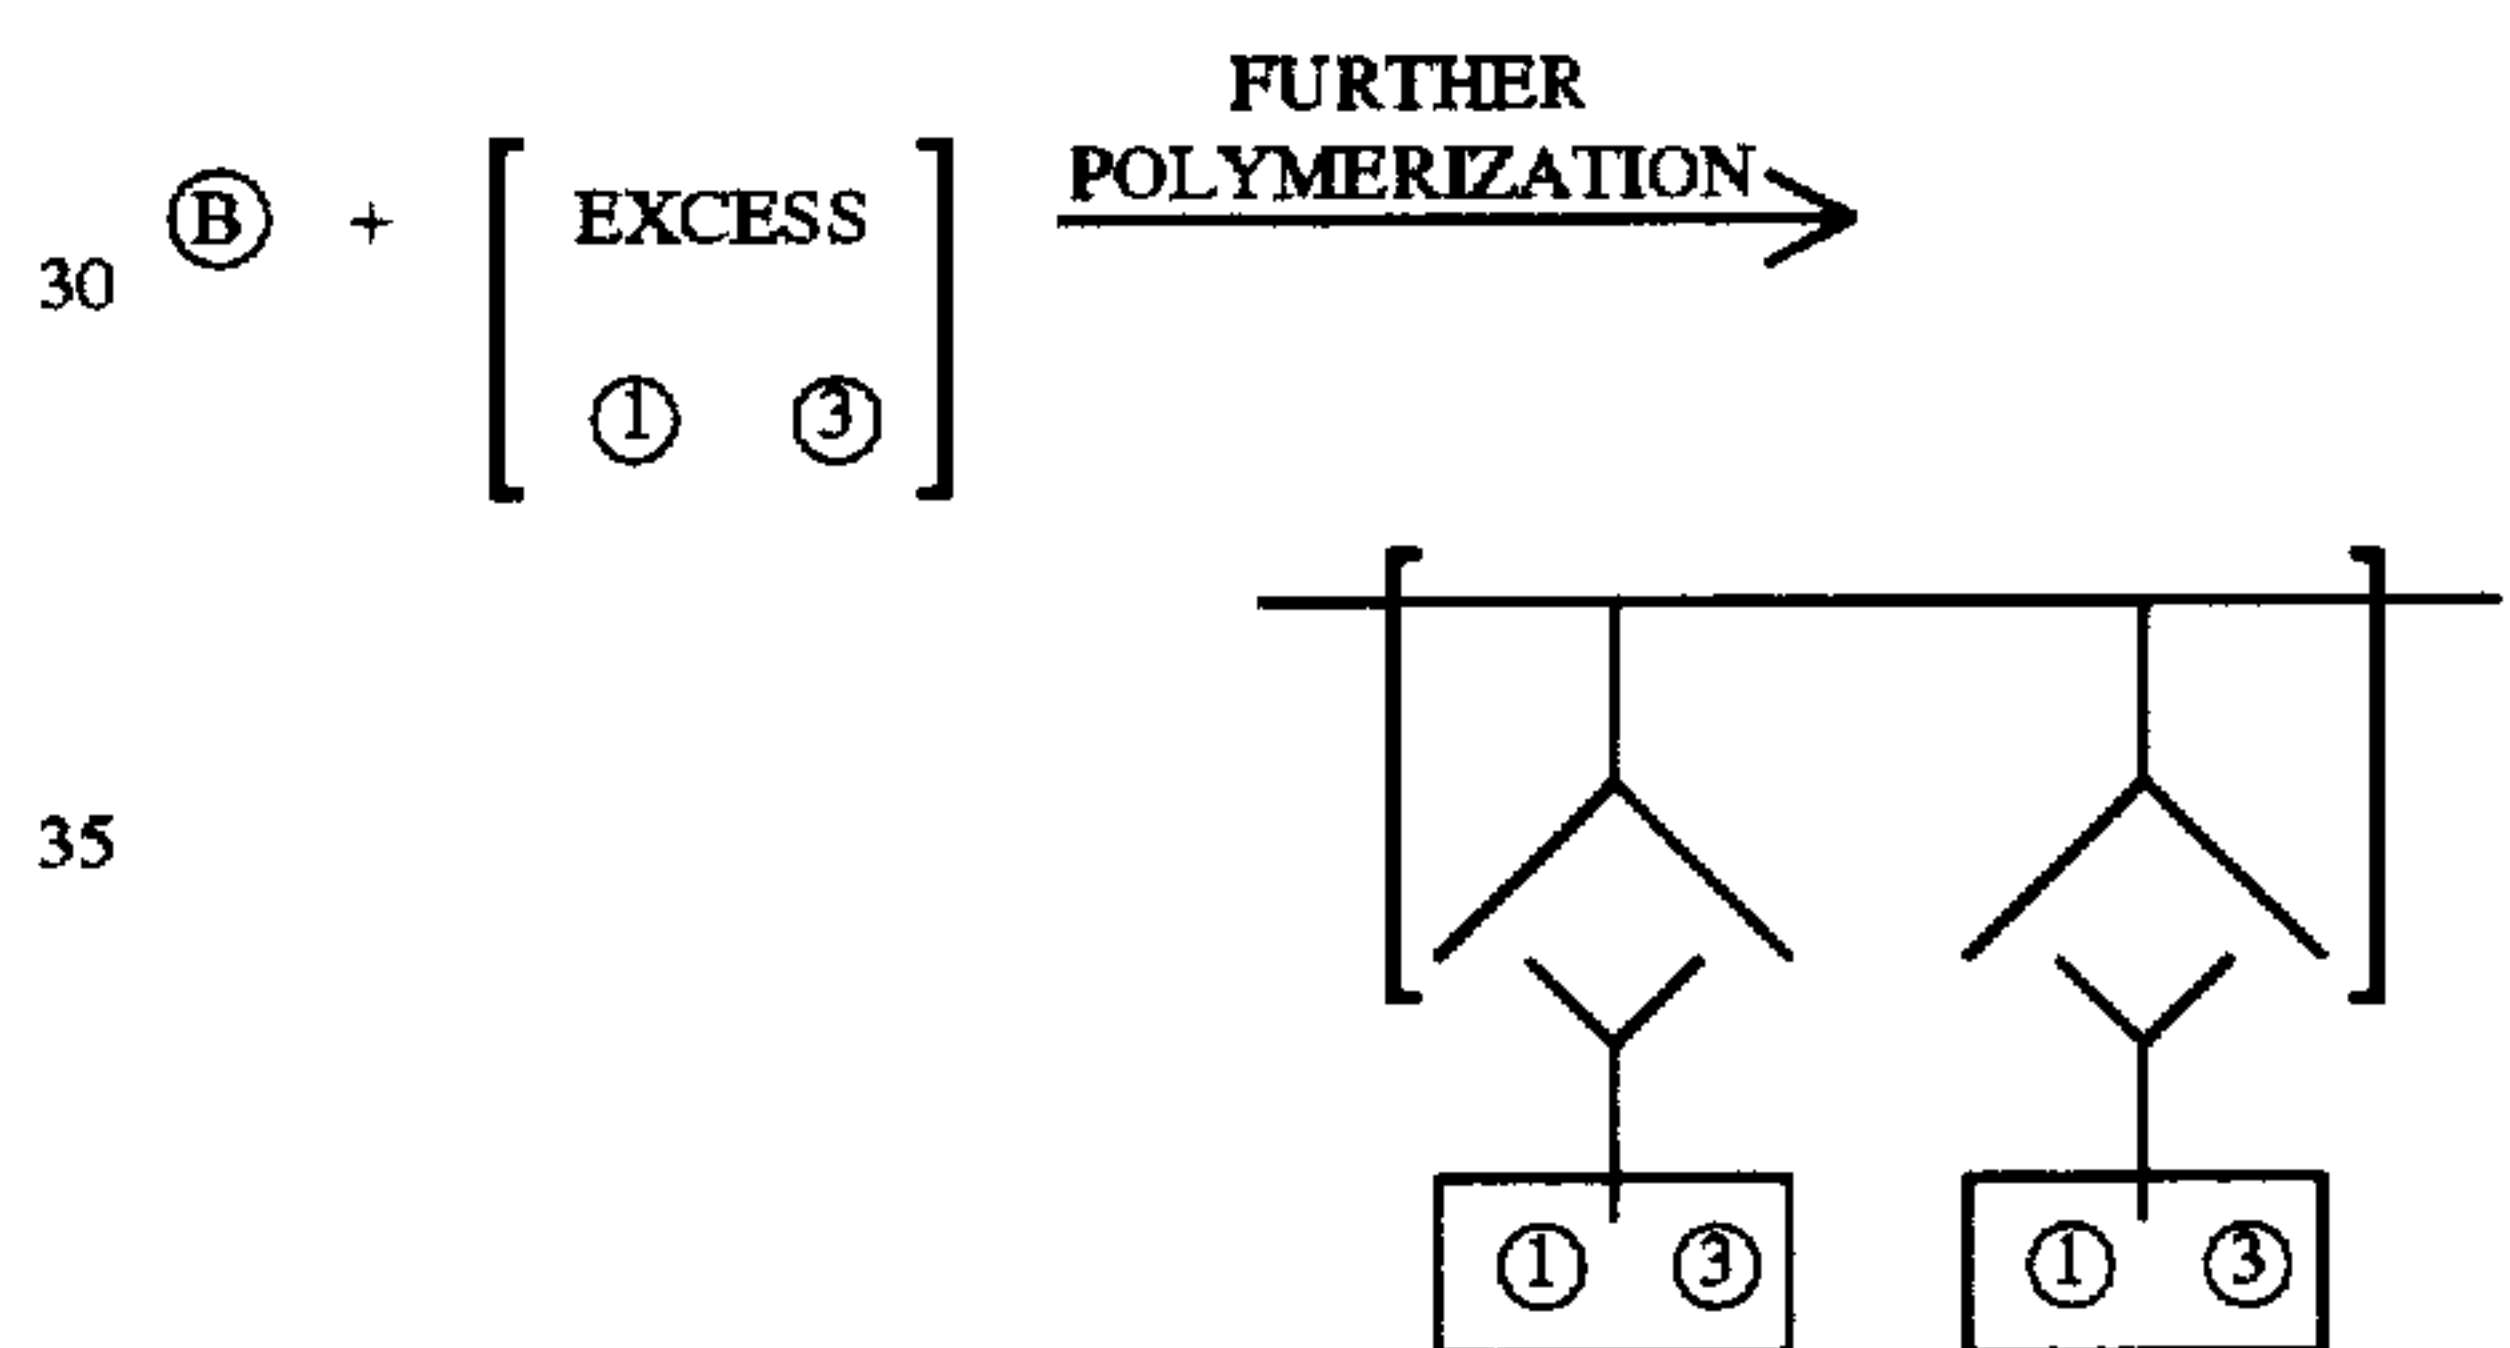 FURTHER
POLYMERIZATION
Ⓑ + EXCESS
30
① ③
35
① ③ ① ③